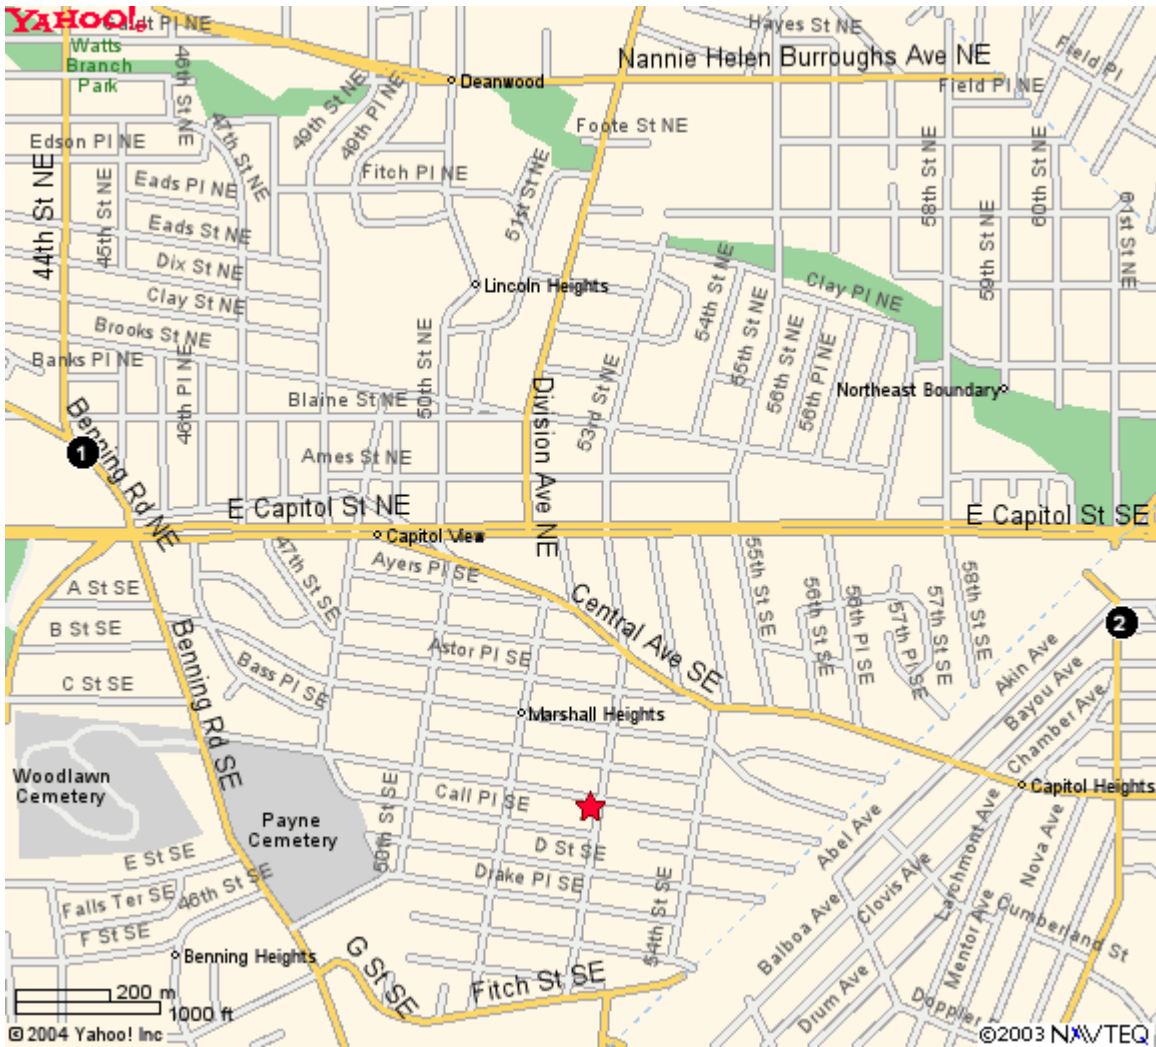 YAHOO!
Hayes St NE
Watts
Branch
Park
46th St NE
Nannie Helen Burroughs Ave NE
Field Pl
Deanwood
Field Pl NE
49th St NE
49th Pl NE
47th St NE
Foote St NE
Edson Pl NE
Fitch Pl NE
51st St NE
58th St NE
60th St NE
44th St NE
45th St NE
Eads Pl NE
Eads St NE
59th St NE
61st St NE
Dix St NE
Lincoln Heights
Clay Pl NE
Clay St NE
54th St NE
55th St NE
Brooks St NE
Banks Pl NE
46th Pl NE
50th St NE
53rd St NE
56th St NE
56th Pl NE
Northeast Boundary
Blaine St NE
Division Ave NE
Benning Rd NE
1
Ames St NE
E Capitol St NE
E Capitol St SE
Capitol View
47th St SE
Ayers Pl SE
55th St SE
56th St SE
56th Pl SE
57th Pl SE
57th St SE
58th St SE
A St SE
Central Ave SE
2
B St SE
Benning Rd SE
Astor Pl SE
Bass Pl SE
Akin Ave
Bayou Ave
C St SE
Marshall Heights
Chamber Ave
Woodlawn
Cemetery
Payne
Cemetery
50th St SE
Call Pl SE
Capitol Heights
Abel Ave
Larchmont Ave
Nova Ave
D St SE
E St SE
Drake Pl SE
Clovis Ave
Falls Ter SE
46th St SE
54th St SE
Balboa Ave
Mentor Ave
Cumberland St
F St SE
Benning Heights
G St SE
Fitch St SE
Drum Ave
Doppler
200 m
1000 ft
© 2004 Yahoo! Inc
©2003 NAVTEQ